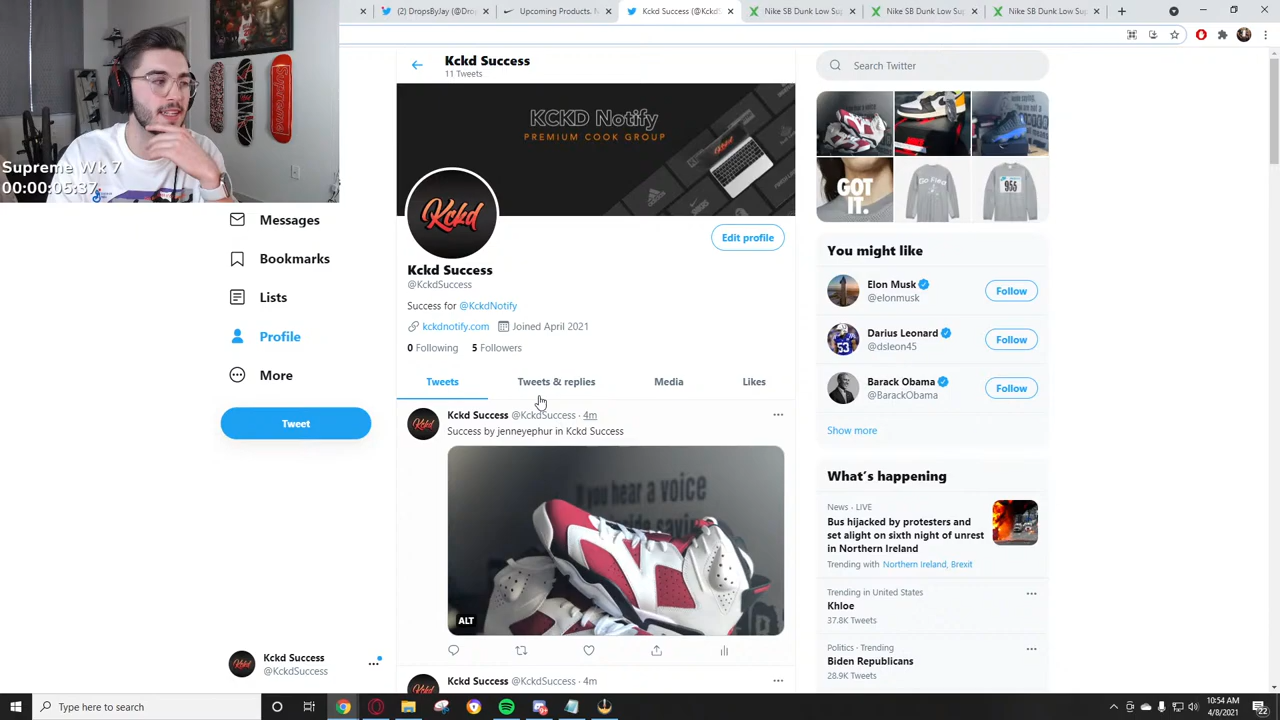 (2) DropsByJay (@Drop
Upcoming Products. N
Kckd Success (@KckdS
Nike SB Dunk Low Sup
Nike SB Dunk Low Sup
Nike SB Dunk Low Sup
Supreme Wk 7
00:00:05:37
Messages
Bookmarks
Lists
Profile
More
Tweet
Kckd Success
@KckdSuccess
Kckd Success
11 Tweets
KCKD Notify
PREMIUM COOK GROUP
Kckd
Edit profile
Kckd Success
@KckdSuccess
Success for @KckdNotify
kckdnotify.com Joined April 2021
0 Following 5 Followers
Tweets Tweets & replies Media Likes
Kckd Success @KckdSuccess · 4m
Success by jenneyephur in Kckd Success
If you hear a voice
ALT
Kckd Success @KckdSuccess · 4m
Search Twitter
GOT
IT.
956
You might like
Elon Musk
@elonmusk
Follow
Darius Leonard
@dsleon45
Follow
Barack Obama
@BarackObama
Follow
Show more
What's happening
News · LIVE
Bus hijacked by protesters and
set alight on sixth night of unrest
in Northern Ireland
Trending with Northern Ireland, Brexit
Trending in United States
Khloe
37.8K Tweets
Politics · Trending
Biden Republicans
28.9K Tweets
Type here to search
10:54 AM
4/8/2021